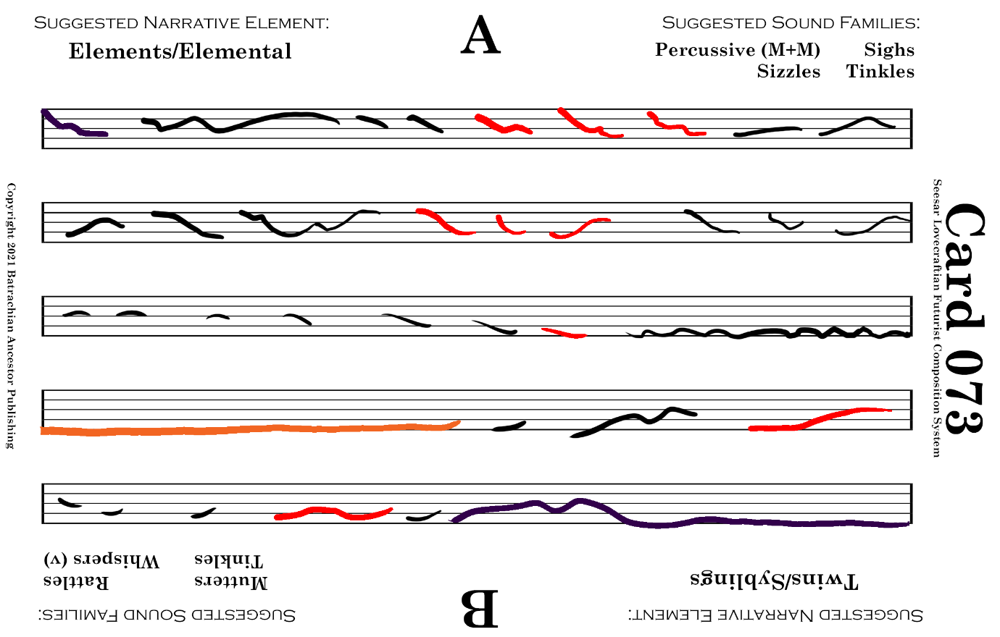 Suggested Narrative Element:
Elements/Elemental
A
Suggested Sound Families:
Percussive (M+M) Sighs
Sizzles Tinkles
Copyright 2021 Batrachian Ancestor Publishing
Seesar Lovecraftian Futurist Composition System
Card 073
B
Suggested Narrative Element:
Twins/Syblings
Suggested Sound Families:
Mutters Rattles
Tinkles Whispers (v)